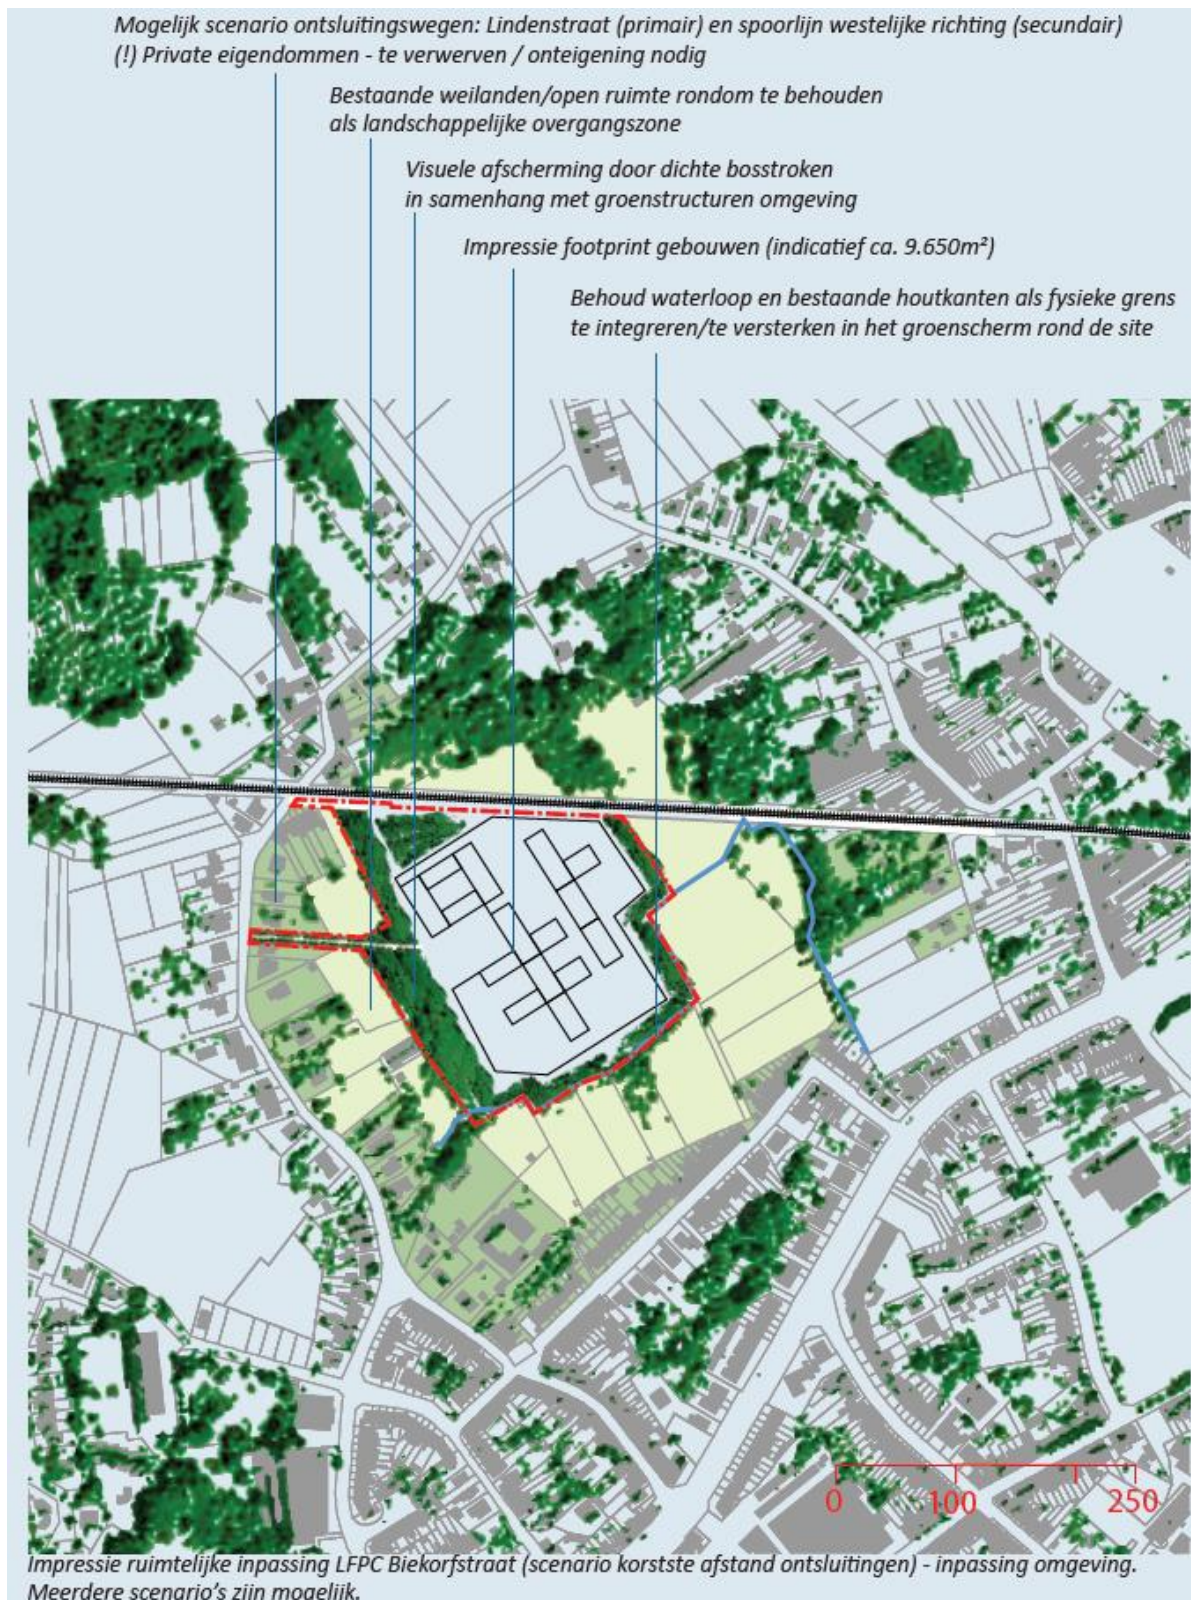 Mogelijk scenario ontsluitingswegen: Lindenstraat (primair) en spoorlijn westelijke richting (secundair)
(!) Private eigendommen - te verwerven / onteigening nodig
Bestaande weilanden/open ruimte rondom te behouden
als landschappelijke overgangszone
Visuele afscherming door dichte bosstroken
in samenhang met groenstructuren omgeving
Impressie footprint gebouwen (indicatief ca. 9.650m²)
Behoud waterloop en bestaande houtkanten als fysieke grens
te integreren/te versterken in het groenscherm rond de site
0 100 250
Impressie ruimtelijke inpassing LFPC Biekorfstraat (scenario korstste afstand ontsluitingen) - inpassing omgeving.
Meerdere scenario's zijn mogelijk.